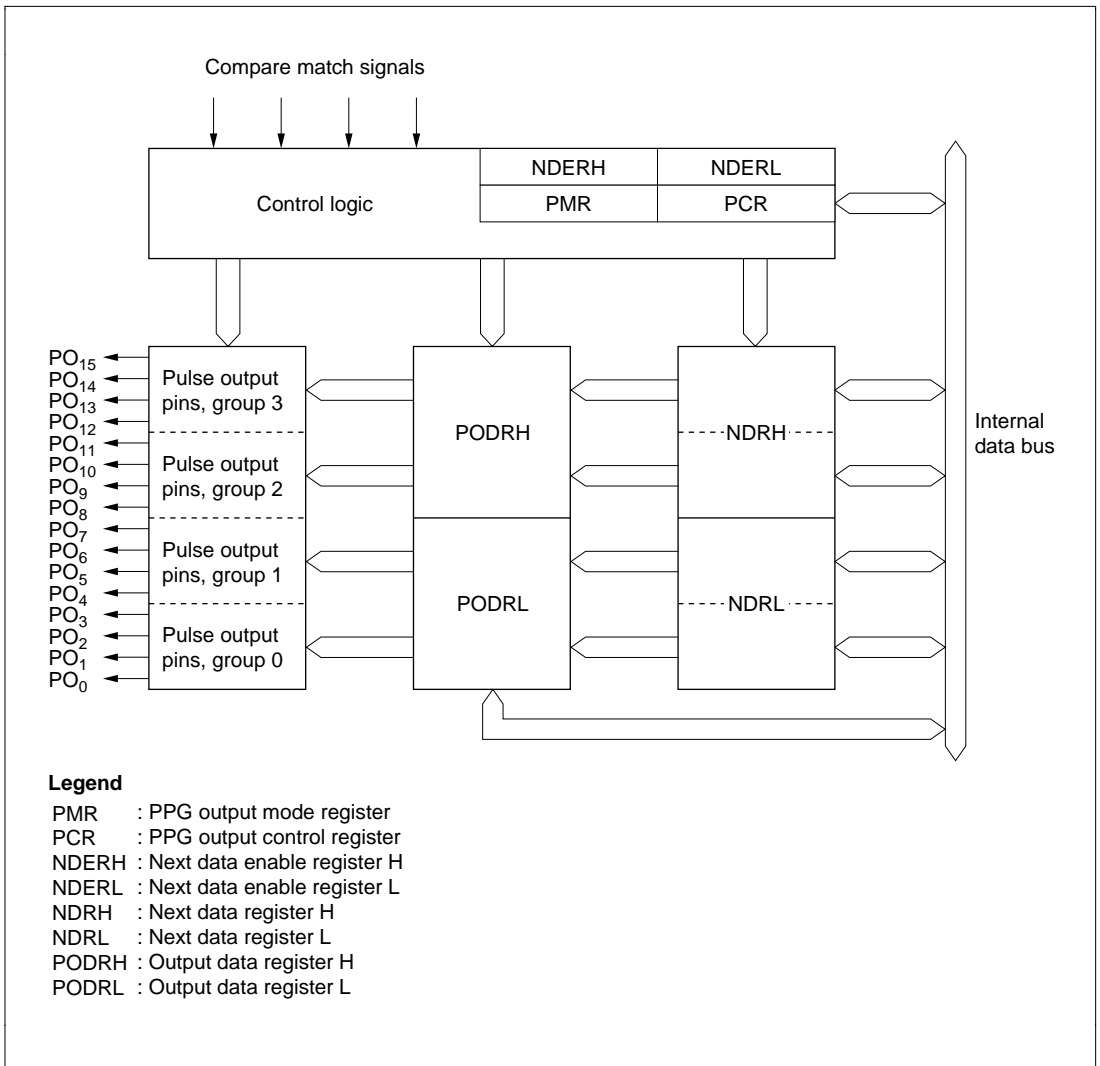 Compare match signals
Control logic
NDERH
NDERL
PMR
PCR
PO15
PO14
PO13
PO12
PO11
PO10
PO9
PO8
PO7
PO6
PO5
PO4
PO3
PO2
PO1
PO0
Pulse output
pins, group 3
Pulse output
pins, group 2
Pulse output
pins, group 1
Pulse output
pins, group 0
PODRH
PODRL
NDRH
NDRL
Internal
data bus
Legend
PMR : PPG output mode register
PCR : PPG output control register
NDERH : Next data enable register H
NDERL : Next data enable register L
NDRH : Next data register H
NDRL : Next data register L
PODRH : Output data register H
PODRL : Output data register L